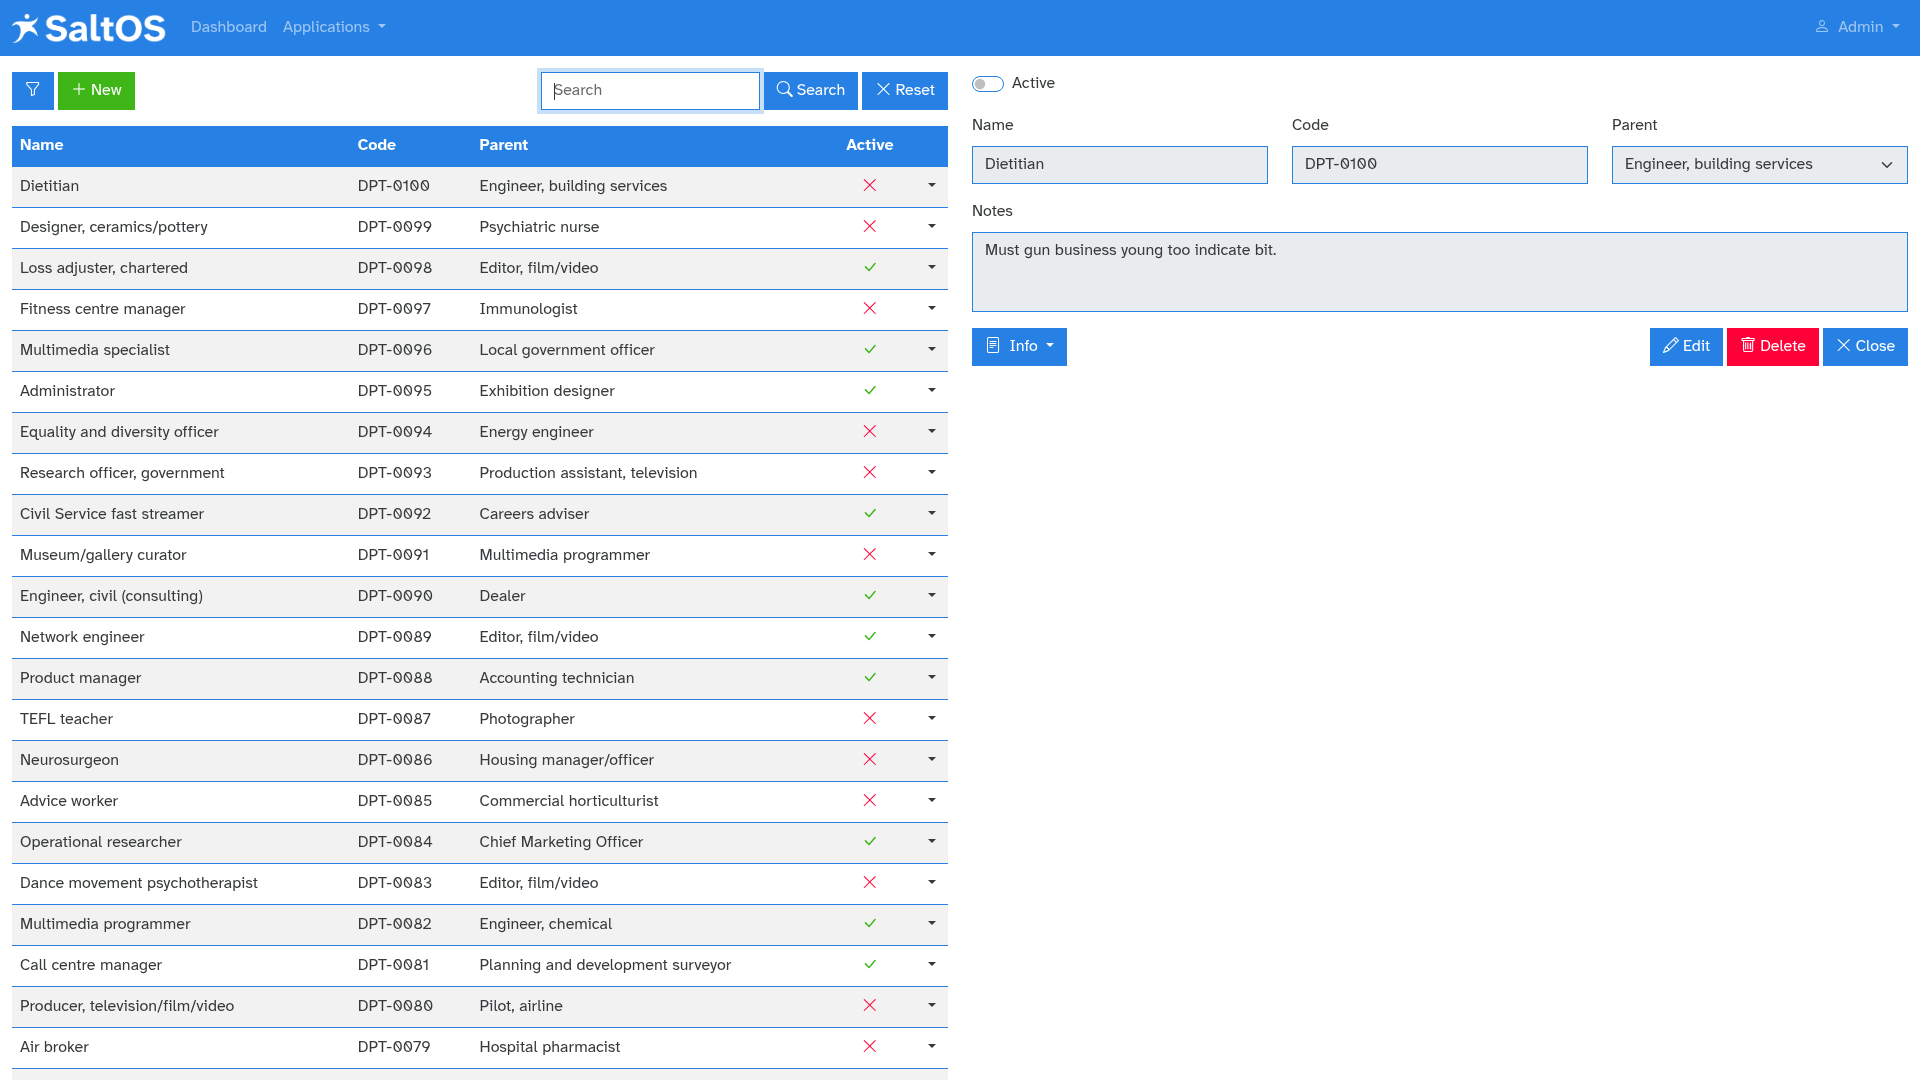 SaltOS Dashboard Applications Admin
New Search Search Reset
Name Code Parent Active
Dietitian DPT-0100 Engineer, building services
Designer, ceramics/pottery DPT-0099 Psychiatric nurse
Loss adjuster, chartered DPT-0098 Editor, film/video
Fitness centre manager DPT-0097 Immunologist
Multimedia specialist DPT-0096 Local government officer
Administrator DPT-0095 Exhibition designer
Equality and diversity officer DPT-0094 Energy engineer
Research officer, government DPT-0093 Production assistant, television
Civil Service fast streamer DPT-0092 Careers adviser
Museum/gallery curator DPT-0091 Multimedia programmer
Engineer, civil (consulting) DPT-0090 Dealer
Network engineer DPT-0089 Editor, film/video
Product manager DPT-0088 Accounting technician
TEFL teacher DPT-0087 Photographer
Neurosurgeon DPT-0086 Housing manager/officer
Advice worker DPT-0085 Commercial horticulturist
Operational researcher DPT-0084 Chief Marketing Officer
Dance movement psychotherapist DPT-0083 Editor, film/video
Multimedia programmer DPT-0082 Engineer, chemical
Call centre manager DPT-0081 Planning and development surveyor
Producer, television/film/video DPT-0080 Pilot, airline
Air broker DPT-0079 Hospital pharmacist
Active
Name Code Parent
Dietitian DPT-0100 Engineer, building services
Notes
Must gun business young too indicate bit.
Info Edit Delete Close